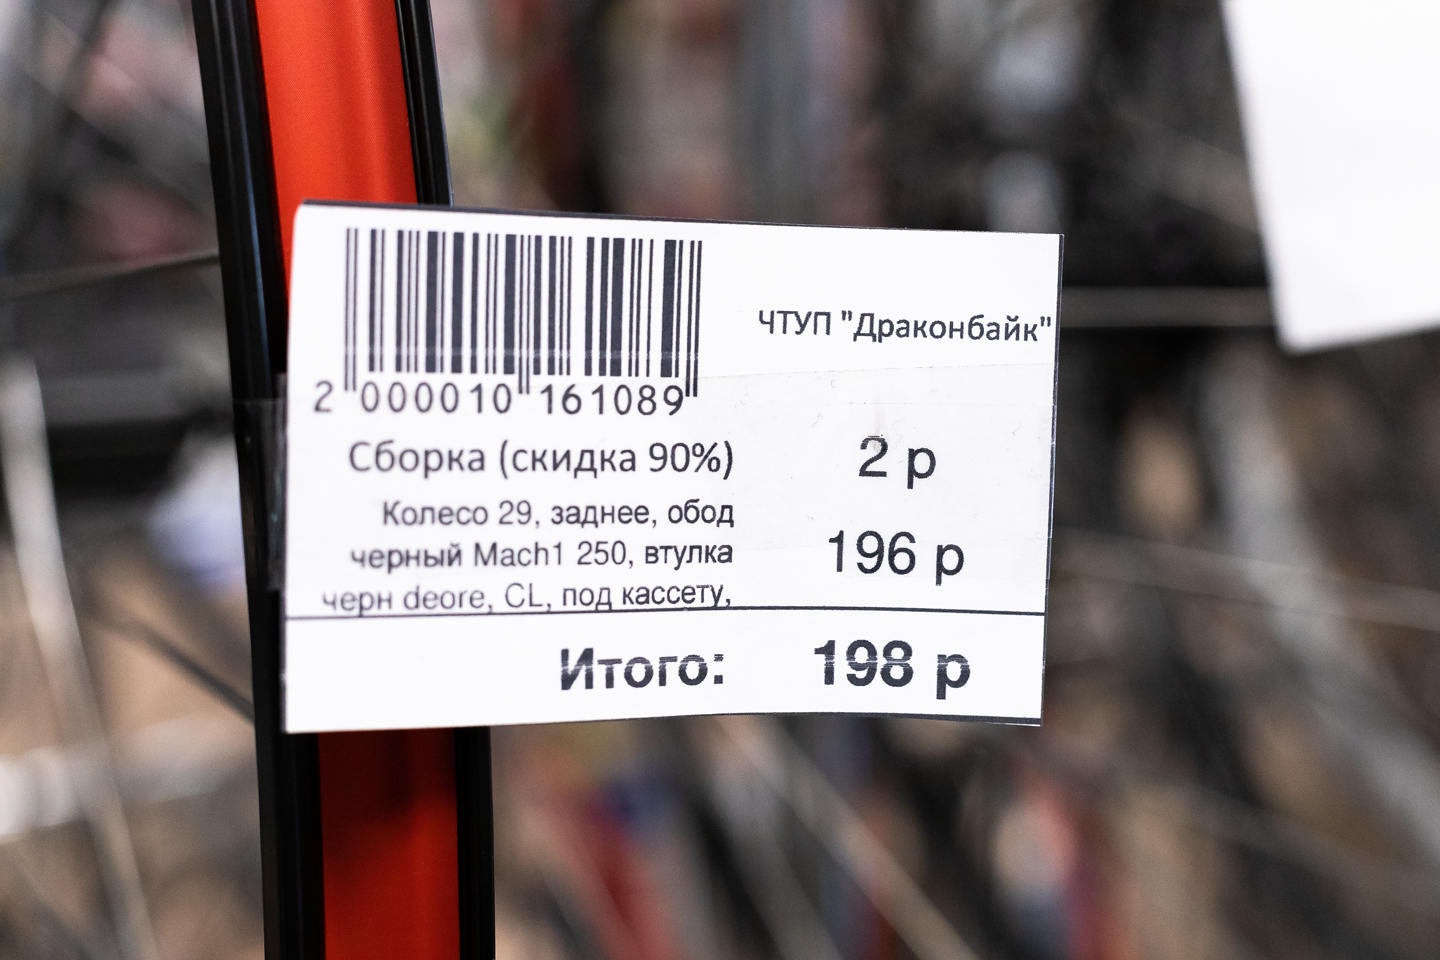 2 000010 161089
ЧТУП "Драконбайк"
Сборка (скидка 90%) 2 р
Колесо 29, заднее, обод
черный Mach1 250, втулка 196 р
черн deore, CL, под кассету,
Итого: 198 р